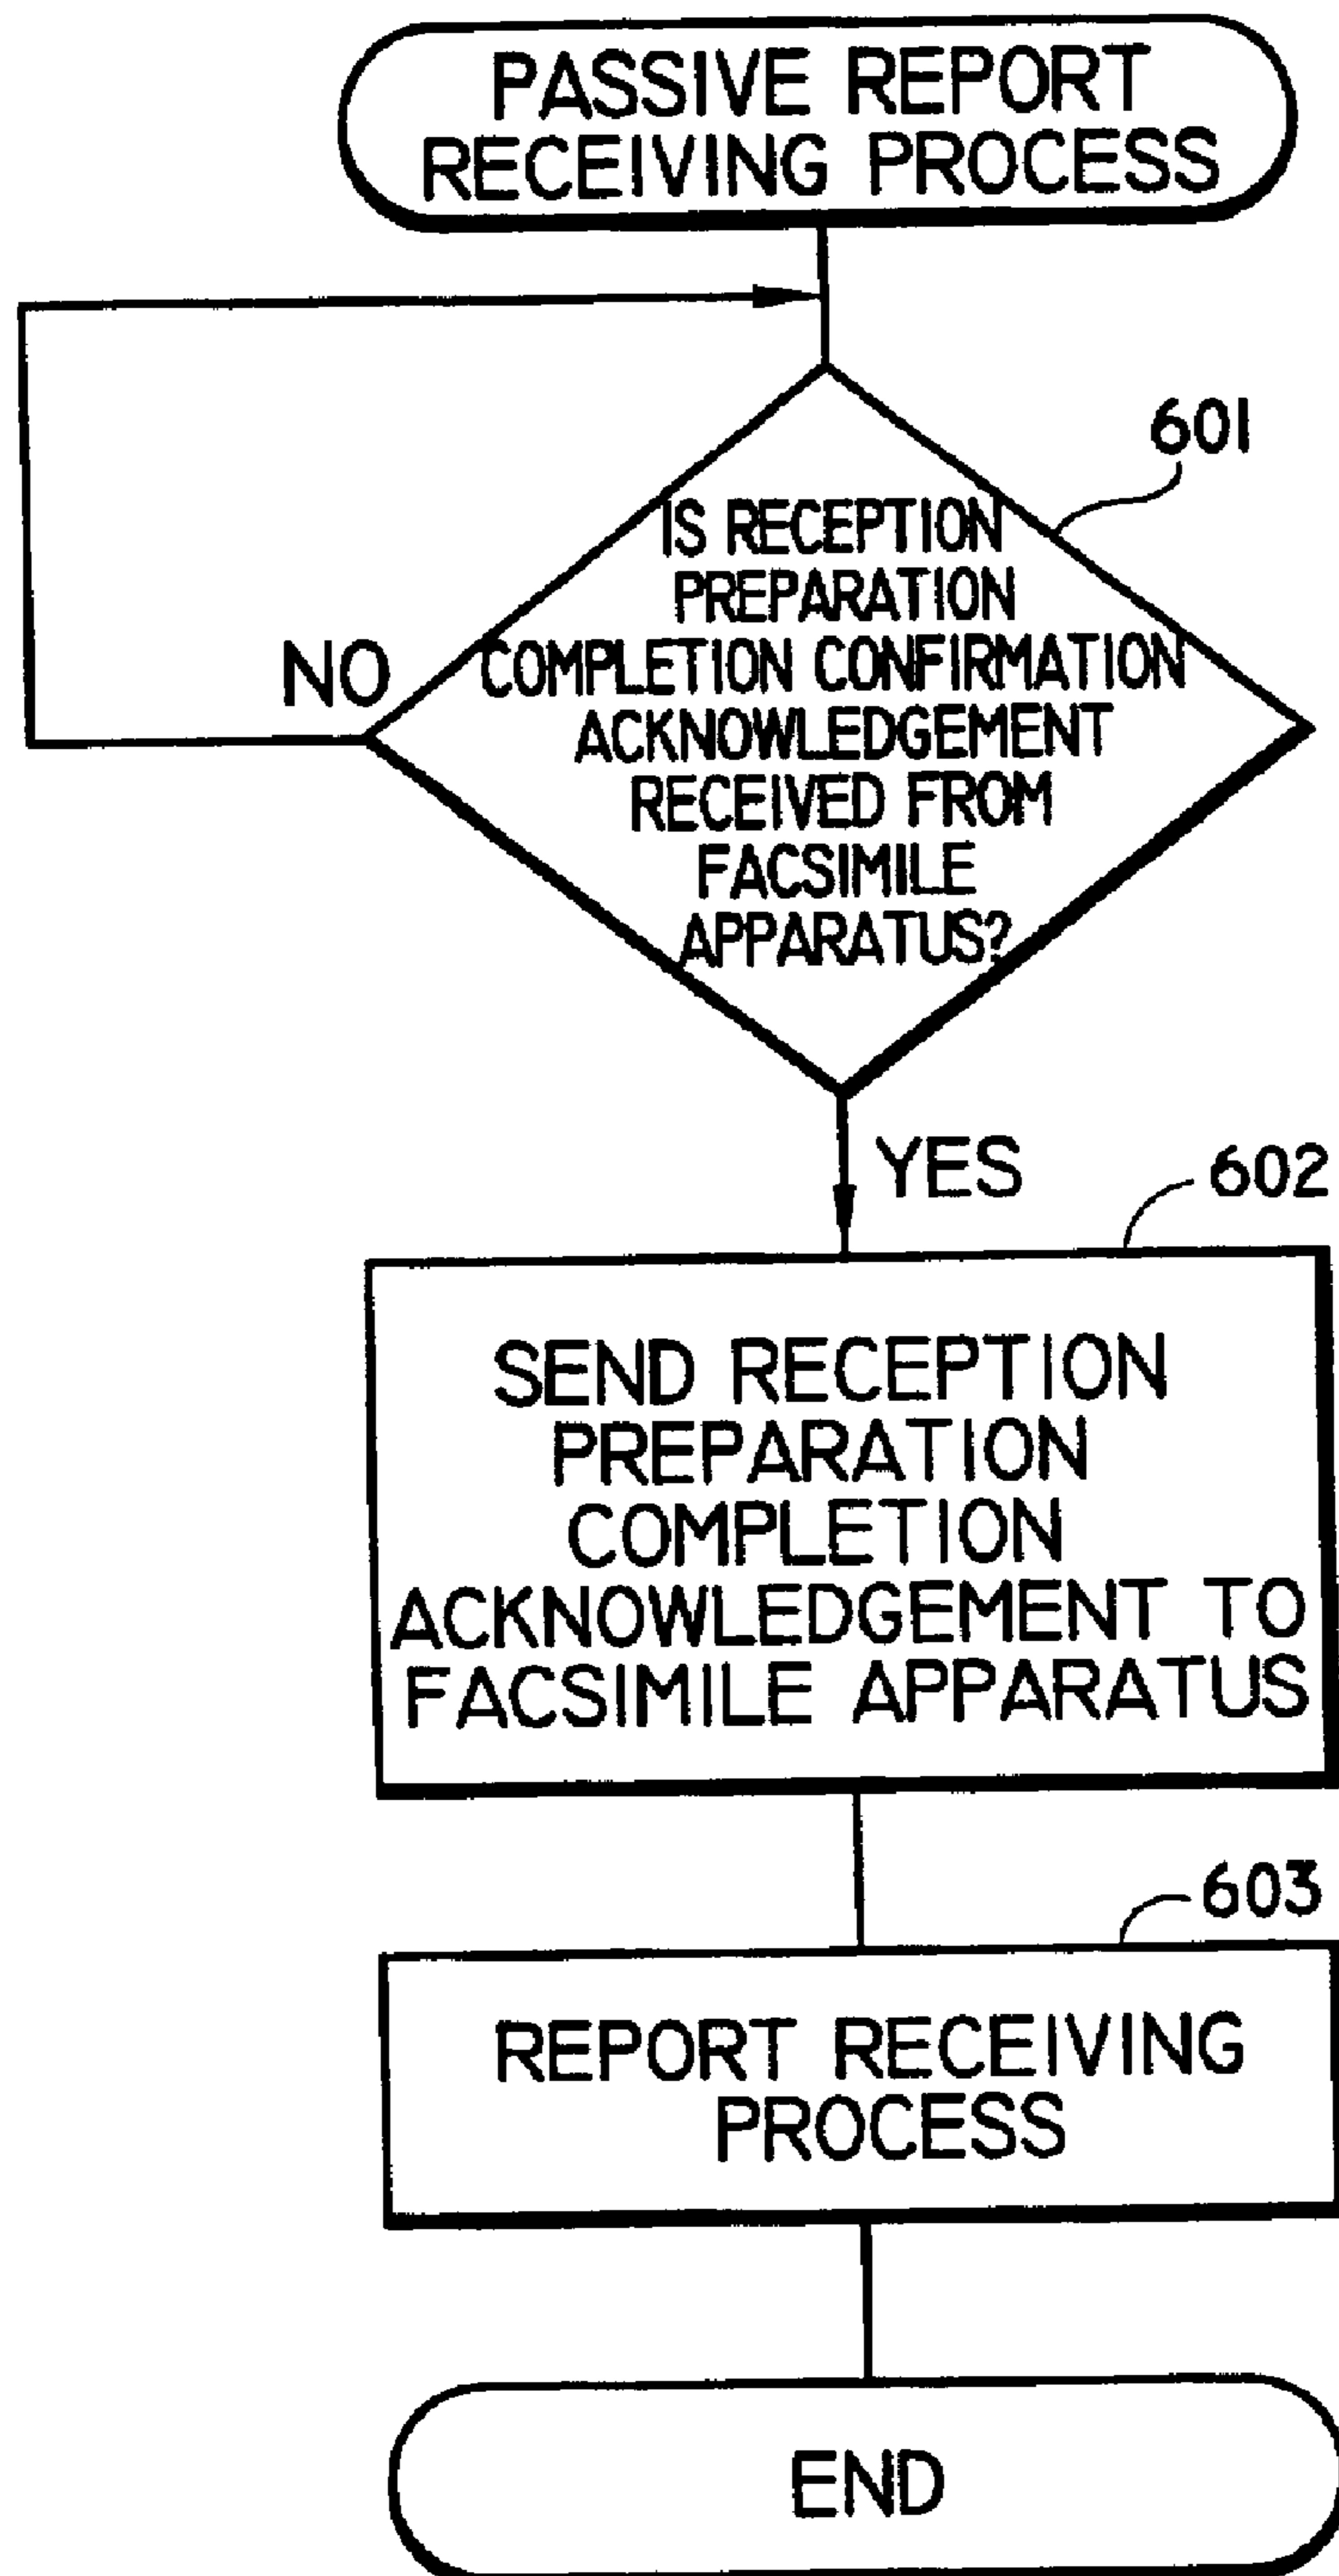 PASSIVE REPORT
RECEIVING PROCESS
601
IS RECEPTION
PREPARATION
COMPLETION CONFIRMATION
ACKNOWLEDGEMENT
RECEIVED FROM
FACSIMILE
APPARATUS?
NO
YES
602
SEND RECEPTION
PREPARATION
COMPLETION
ACKNOWLEDGEMENT TO
FACSIMILE APPARATUS
603
REPORT RECEIVING
PROCESS
END